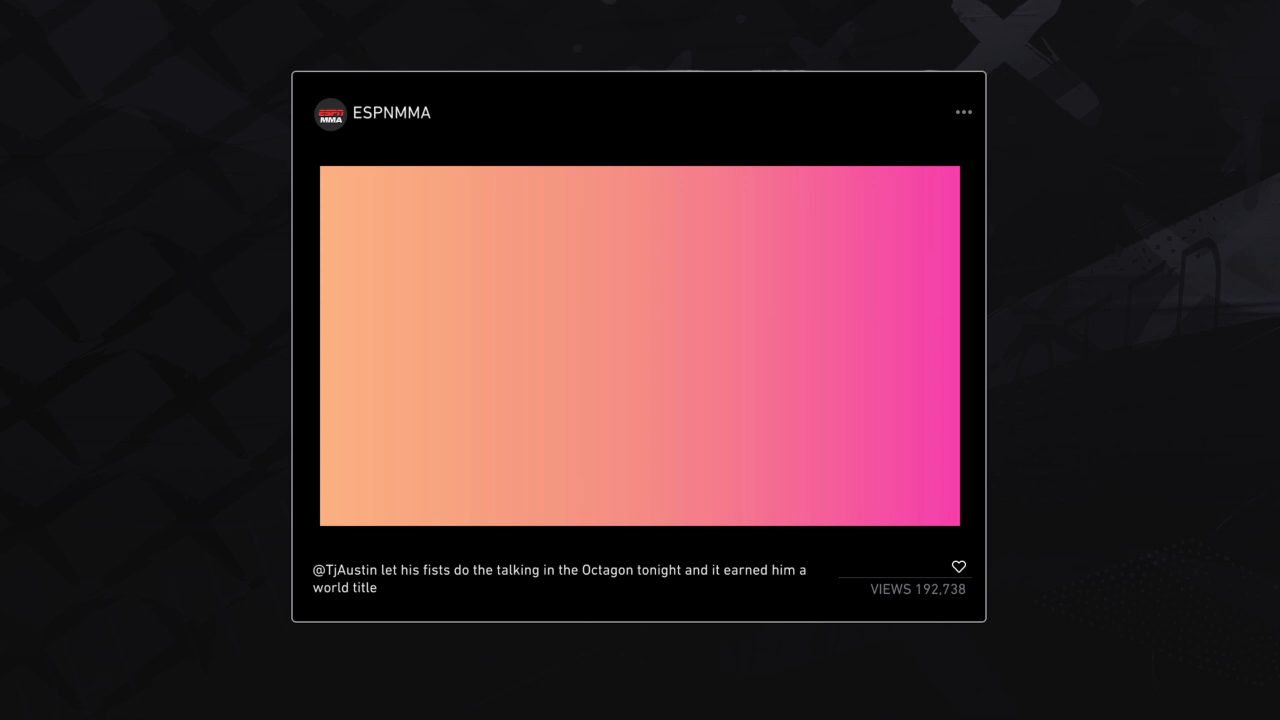 ESPN
MMA
ESPNMMA
@TjAustin let his fists do the talking in the Octagon tonight and it earned him a
world title
VIEWS 192,738